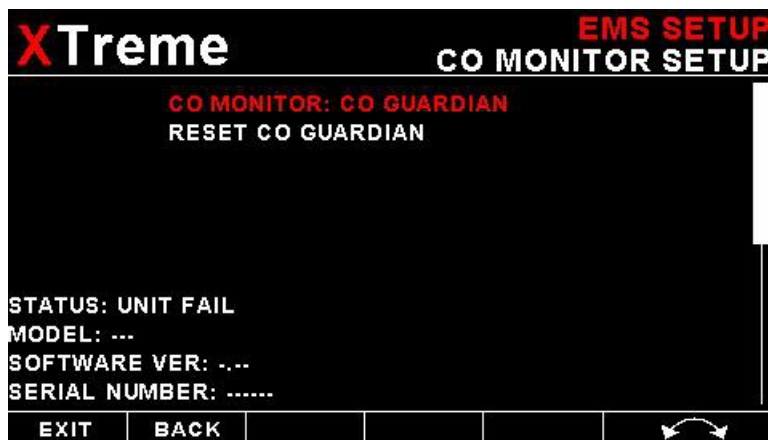 XTreme
EMS SETUP
CO MONITOR SETUP
CO MONITOR: CO GUARDIAN
RESET CO GUARDIAN
STATUS: UNIT FAIL
MODEL: ---
SOFTWARE VER: -.--
SERIAL NUMBER: ------
EXIT BACK